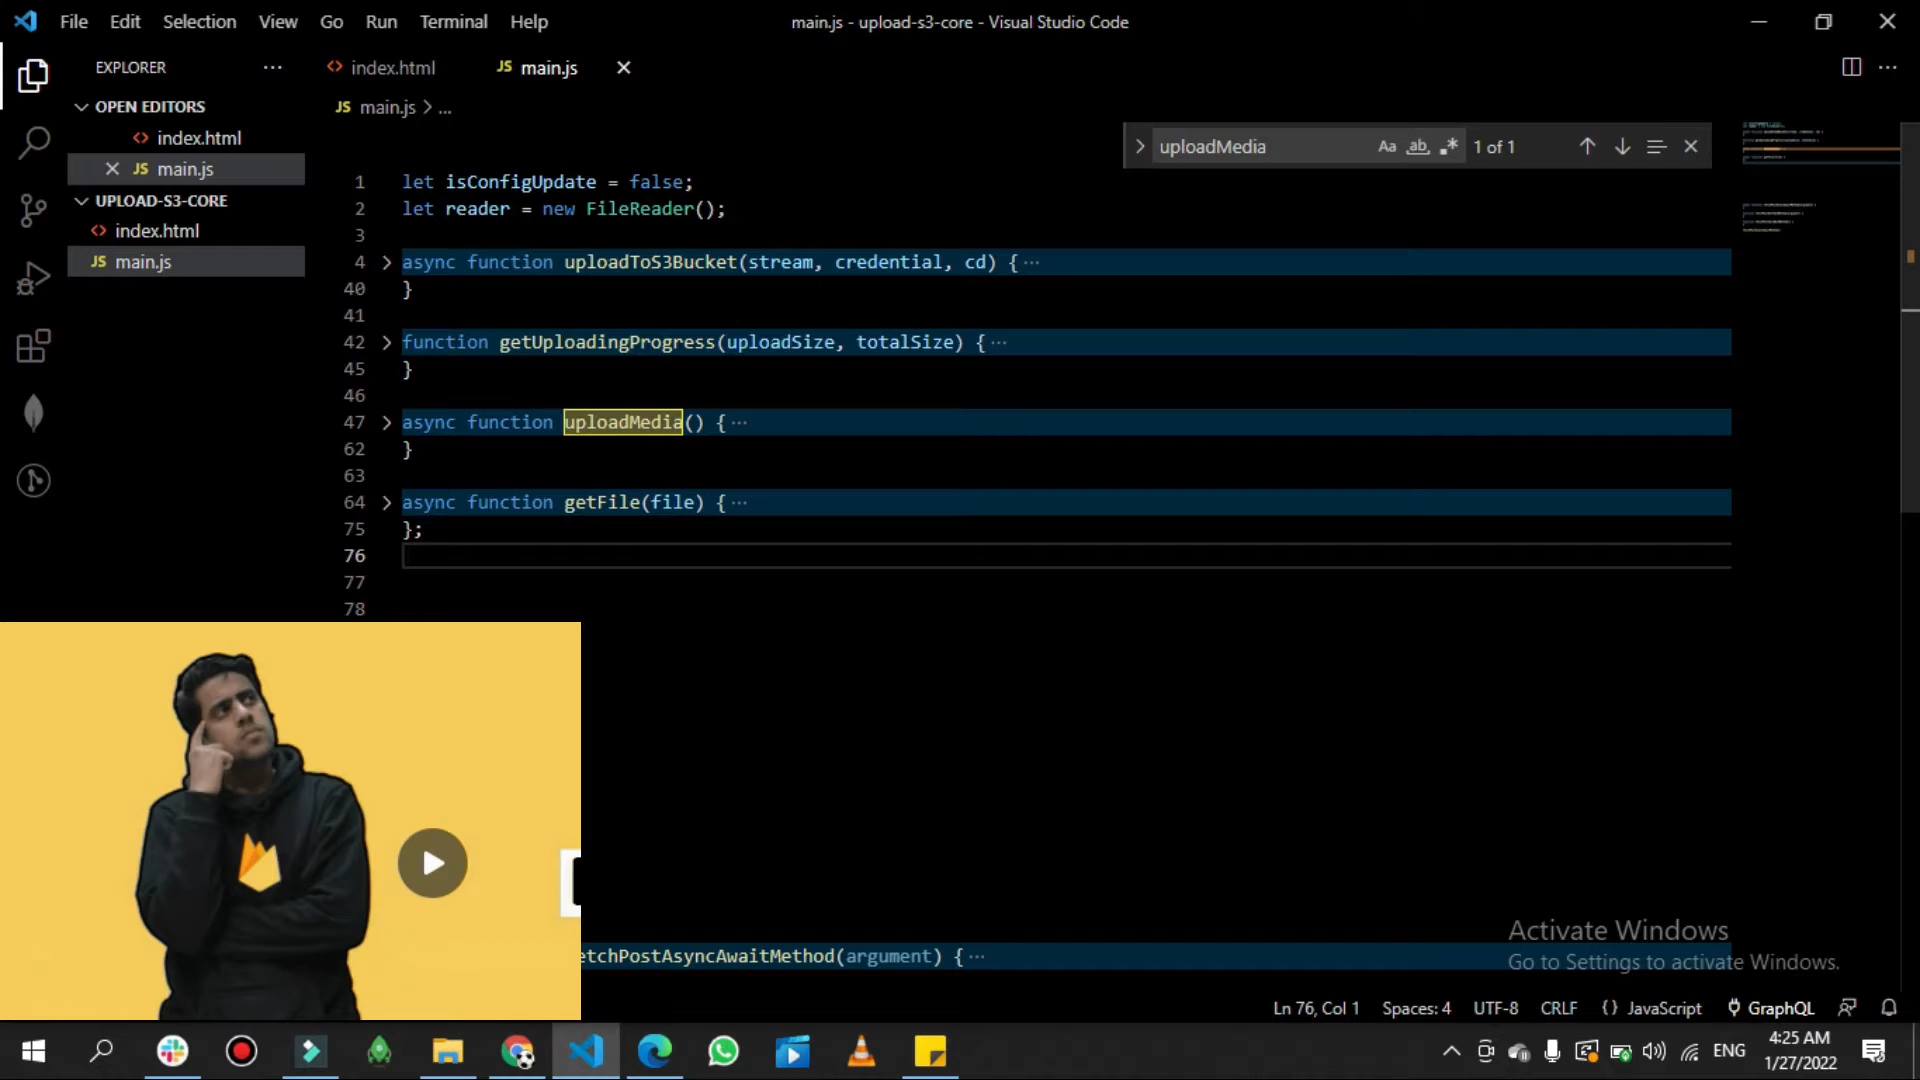 File Edit Selection View Go Run Terminal Help
main.js - upload-s3-core - Visual Studio Code
EXPLORER
index.html
JS main.js
OPEN EDITORS
index.html
JS main.js
UPLOAD-S3-CORE
index.html
JS main.js
JS main.js > ...
uploadMedia Aa ab 1 of 1
1 let isConfigUpdate = false;
2 let reader = new FileReader();
3
4 async function uploadToS3Bucket(stream, credential, cd) { ...
40 }
41
42 function getUploadingProgress(uploadSize, totalSize) { ...
45 }
46
47 async function uploadMedia() { ...
62 }
63
64 async function getFile(file) { ...
75 };
76
77
78
etchPostAsyncAwaitMethod(argument) { ...
Activate Windows
Go to Settings to activate Windows.
Ln 76, Col 1 Spaces: 4 UTF-8 CRLF {} JavaScript GraphQL
ENG
4:25 AM
1/27/2022